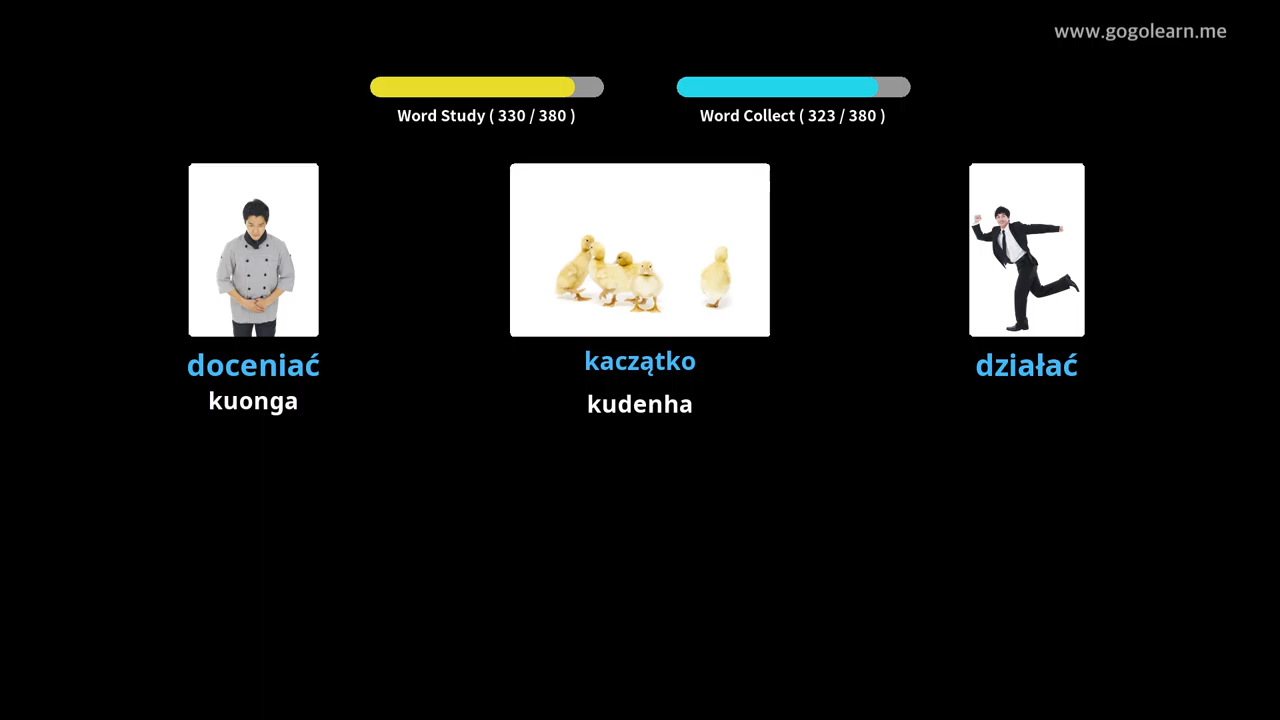 www.gogolearn.me
Word Study ( 330 / 380 )
Word Collect ( 323 / 380 )
doceniać
kuonga
kaczątko
kudenha
działać